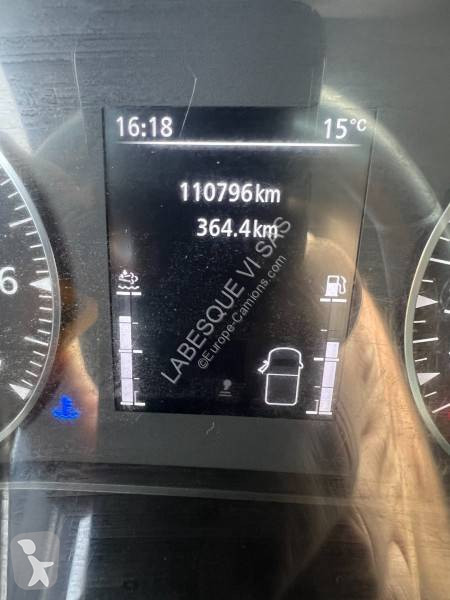 16:18 15°C
110796km
364.4km
6
LABESQUE VI SAS
©Europe-Camions.com